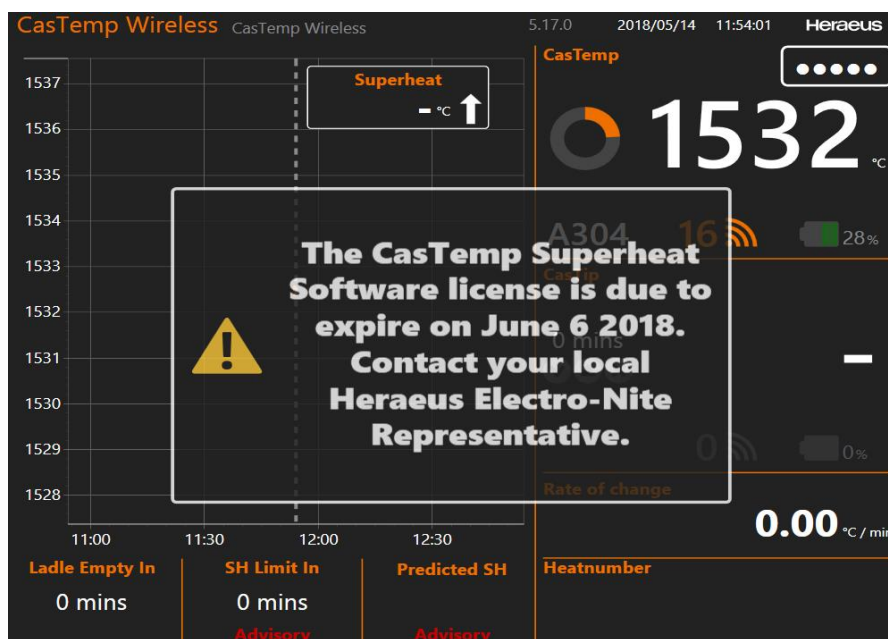 CasTemp Wireless CasTemp Wireless 5.17.0 2018/05/14 11:54:01 Heraeus
CasTemp
Superheat
- °C
1532 °C
1537
1536
1535
1534
1533
1532
1531
1530
1529
1528
A304 16 28%
CasTip
0 mins
-
0 0%
The CasTemp Superheat
Software license is due to
expire on June 6 2018.
Contact your local
Heraeus Electro-Nite
Representative.
Rate of change
0.00 °C / min
11:00 11:30 12:00 12:30
Ladle Empty In
0 mins
SH Limit In
0 mins
Advisory
Predicted SH
Advisory
Heatnumber